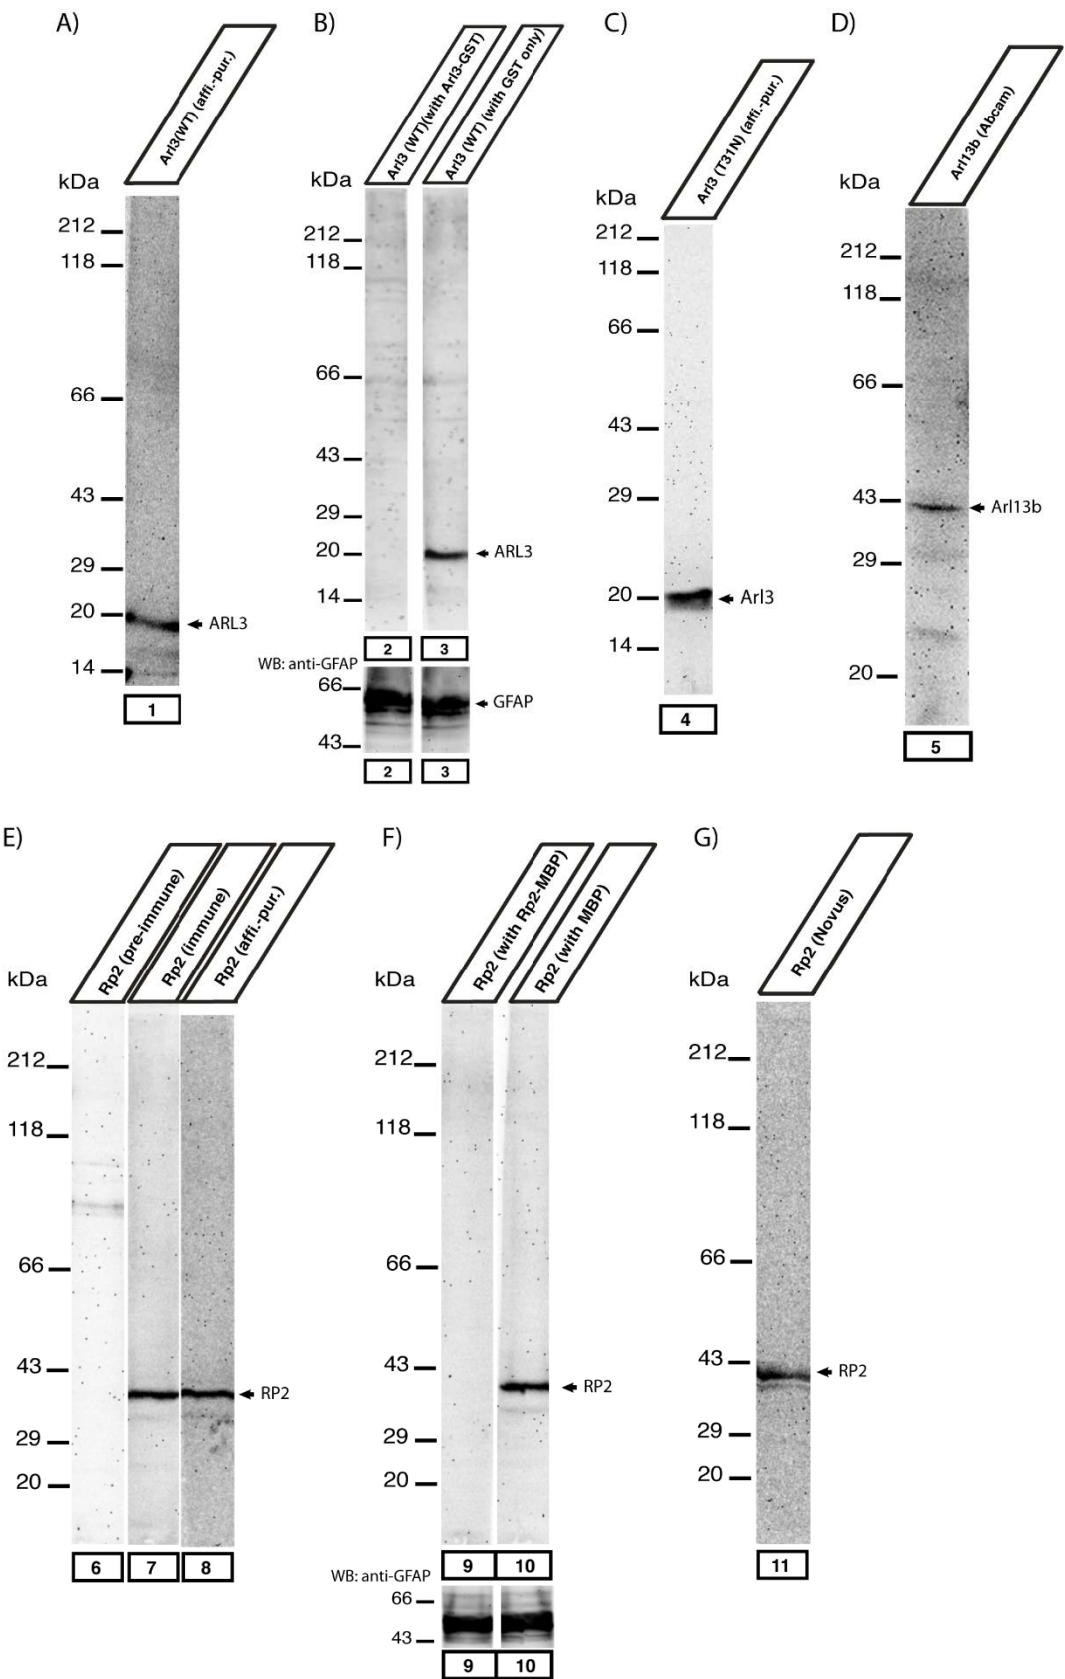 A)
Arl3(WT) (affi.-pur.)
kDa
212
118
66
43
29
20
14
ARL3
1
B)
Arl3 (WT)(with Arl3-GST)
Arl3 (WT) (with GST only)
kDa
212
118
66
43
29
20
14
ARL3
2 3
WB: anti-GFAP
66
43
GFAP
2 3
C)
Arl3 (T31N) (affi.-pur.)
kDa
212
118
66
43
29
20
14
Arl3
4
D)
Arl13b (Abcam)
kDa
212
118
66
43
29
20
Arl13b
5
E)
Rp2 (pre-immune)
Rp2 (immune)
Rp2 (affi.-pur.)
kDa
212
118
66
43
29
20
RP2
6 7 8
F)
Rp2 (with Rp2-MBP)
Rp2 (with MBP)
kDa
212
118
66
43
29
20
RP2
9 10
WB: anti-GFAP
66
43
9 10
G)
Rp2 (Novus)
kDa
212
118
66
43
29
20
RP2
11